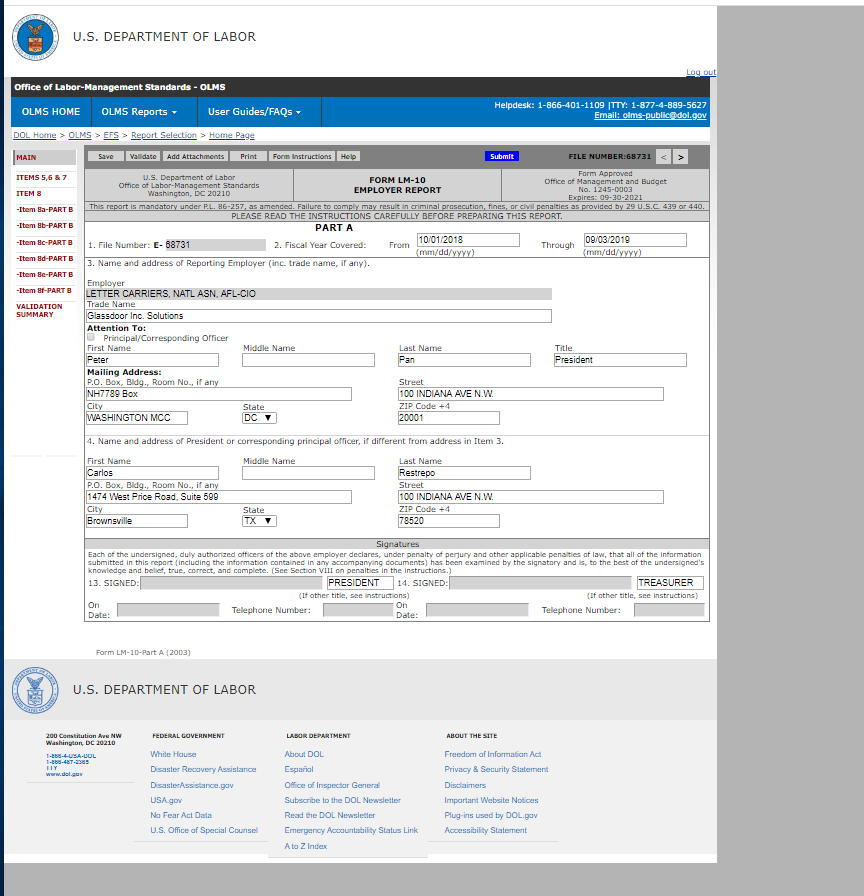 U.S. DEPARTMENT OF LABOR
Log out
Office of Labor-Management Standards - OLMS
OLMS HOME OLMS Reports User Guides/FAQs
Helpdesk: 1-866-401-1109 |TTY: 1-877-4-889-5627
Email: olms-public@dol.gov
DOL Home > OLMS > EFS > Report Selection > Home Page
MAIN
ITEMS 5,6 & 7
ITEM 8
-Item 8a-PART B
-Item 8b-PART B
-Item 8c-PART B
-Item 8d-PART B
-Item 8e-PART B
-Item 8f-PART B
VALIDATION
SUMMARY
Save Validate Add Attachments Print Form Instructions Help Submit FILE NUMBER:68731 < >
U.S. Department of Labor
Office of Labor-Management Standards
Washington, DC 20210
FORM LM-10
EMPLOYER REPORT
Form Approved
Office of Management and Budget
No. 1245-0003
Expires: 09-30-2021
This report is mandatory under P.L. 86-257, as amended. Failure to comply may result in criminal prosecution, fines, or civil penalties as provided by 29 U.S.C. 439 or 440.
PLEASE READ THE INSTRUCTIONS CAREFULLY BEFORE PREPARING THIS REPORT.
PART A
1. File Number: E- 68731 2. Fiscal Year Covered: From 10/01/2018 Through 09/03/2019
(mm/dd/yyyy) (mm/dd/yyyy)
3. Name and address of Reporting Employer (inc. trade name, if any).
Employer
LETTER CARRIERS, NATL ASN, AFL-CIO
Trade Name
Glassdoor Inc. Solutions
Attention To:
Principal/Corresponding Officer
First Name Middle Name Last Name Title
Peter Pan President
Mailing Address:
P.O. Box, Bldg., Room No., if any Street
NH7789 Box 100 INDIANA AVE N.W.
City State ZIP Code +4
WASHINGTON MCC DC ▼ 20001
4. Name and address of President or corresponding principal officer, if different from address in Item 3.
First Name Middle Name Last Name
Carlos Restrepo
P.O. Box, Bldg., Room No., if any Street
1474 West Price Road, Suite 599 100 INDIANA AVE N.W.
City State ZIP Code +4
Brownsville TX ▼ 78520
Signatures
Each of the undersigned, duly authorized officers of the above employer declares, under penalty of perjury and other applicable penalties of law, that all of the information
submitted in this report (including the information contained in any accompanying documents) has been examined by the signatory and is, to the best of the undersigned's
knowledge and belief, true, correct, and complete. (See Section VIII on penalties in the instructions.)
13. SIGNED: PRESIDENT 14. SIGNED: TREASURER
(If other title, see instructions) (If other title, see instructions)
On Date: Telephone Number: On Date: Telephone Number:
Form LM-10-Part A (2003)
U.S. DEPARTMENT OF LABOR
200 Constitution Ave NW
Washington, DC 20210
1-866-4-USA-DOL
1-866-487-2365
TTY
www.dol.gov
FEDERAL GOVERNMENT
White House
Disaster Recovery Assistance
DisasterAssistance.gov
USA.gov
No Fear Act Data
U.S. Office of Special Counsel
LABOR DEPARTMENT
About DOL
Español
Office of Inspector General
Subscribe to the DOL Newsletter
Read the DOL Newsletter
Emergency Accountability Status Link
A to Z Index
ABOUT THE SITE
Freedom of Information Act
Privacy & Security Statement
Disclaimers
Important Website Notices
Plug-ins used by DOL.gov
Accessibility Statement